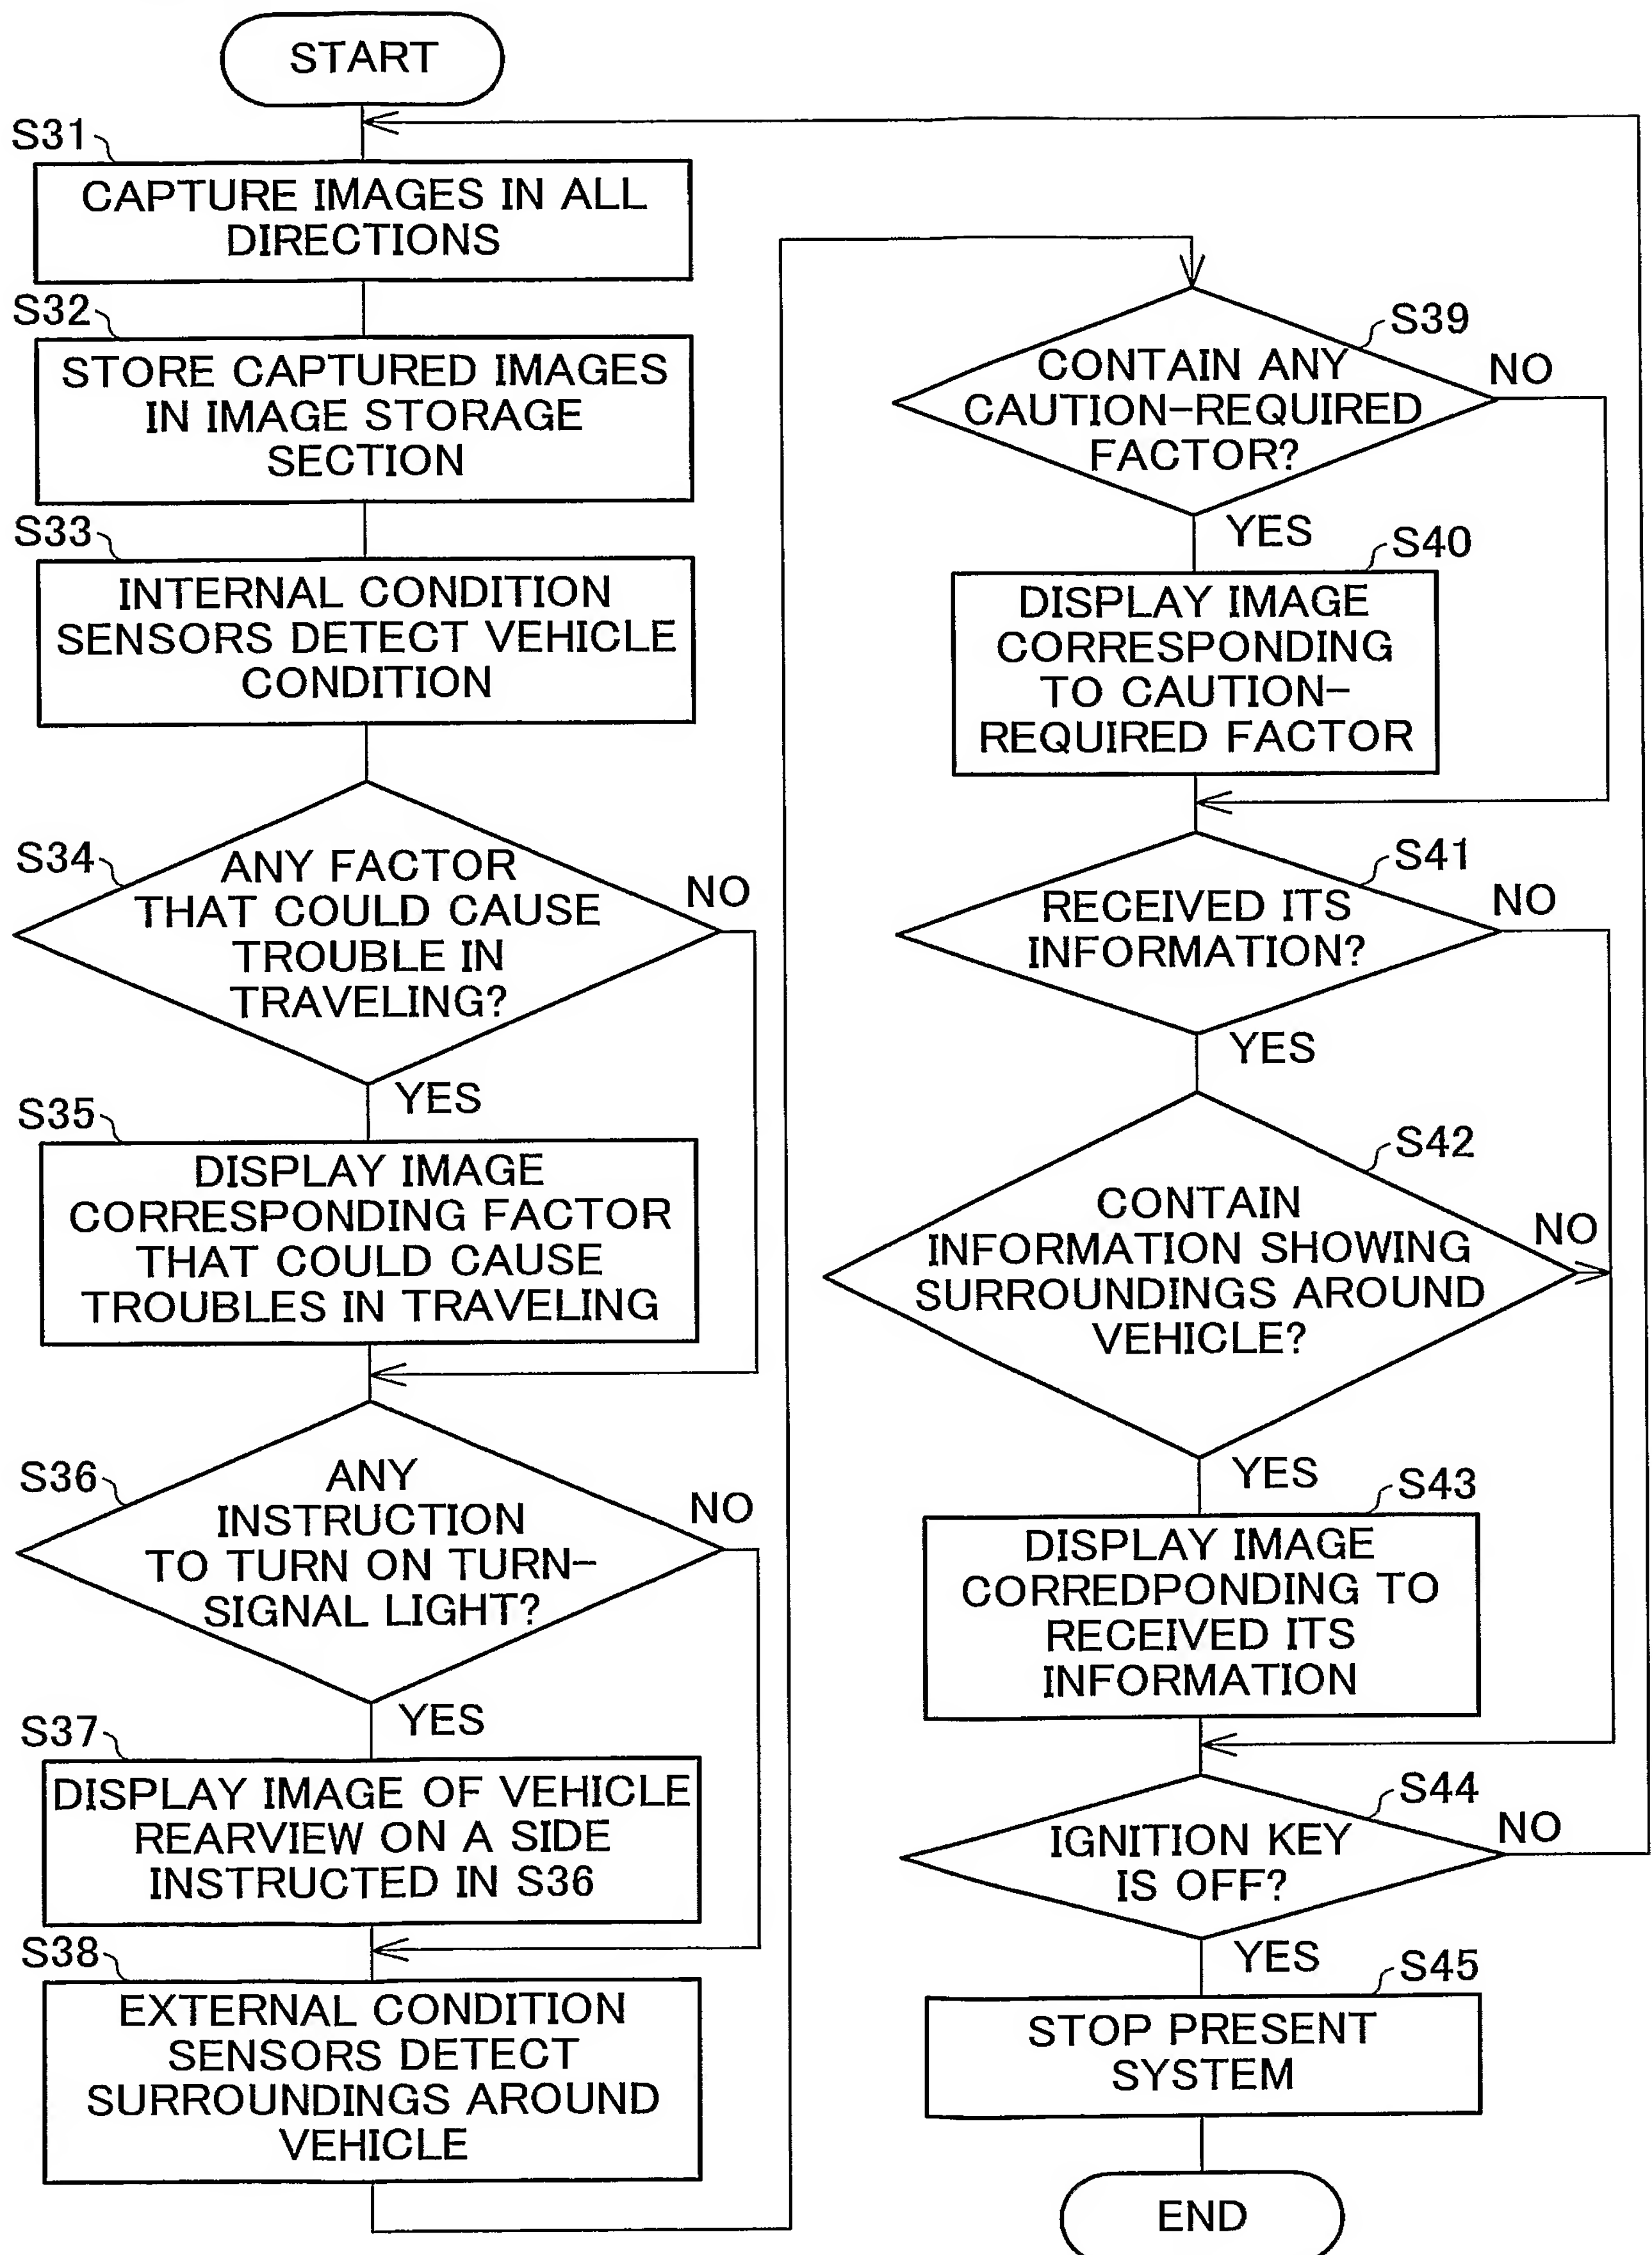 START
S31
CAPTURE IMAGES IN ALL
DIRECTIONS
S32
STORE CAPTURED IMAGES
IN IMAGE STORAGE
SECTION
S33
INTERNAL CONDITION
SENSORS DETECT VEHICLE
CONDITION
S34
ANY FACTOR
THAT COULD CAUSE
TROUBLE IN
TRAVELING?
NO
YES
S35
DISPLAY IMAGE
CORRESPONDING FACTOR
THAT COULD CAUSE
TROUBLES IN TRAVELING
S36
ANY
INSTRUCTION
TO TURN ON TURN-
SIGNAL LIGHT?
NO
YES
S37
DISPLAY IMAGE OF VEHICLE
REARVIEW ON A SIDE
INSTRUCTED IN S36
S38
EXTERNAL CONDITION
SENSORS DETECT
SURROUNDINGS AROUND
VEHICLE
S39
CONTAIN ANY
CAUTION-REQUIRED
FACTOR?
NO
YES
S40
DISPLAY IMAGE
CORRESPONDING
TO CAUTION-
REQUIRED FACTOR
S41
RECEIVED ITS
INFORMATION?
NO
YES
S42
CONTAIN
INFORMATION SHOWING
SURROUNDINGS AROUND
VEHICLE?
NO
YES
S43
DISPLAY IMAGE
CORREDPONDING TO
RECEIVED ITS
INFORMATION
S44
IGNITION KEY
IS OFF?
NO
YES
S45
STOP PRESENT
SYSTEM
END